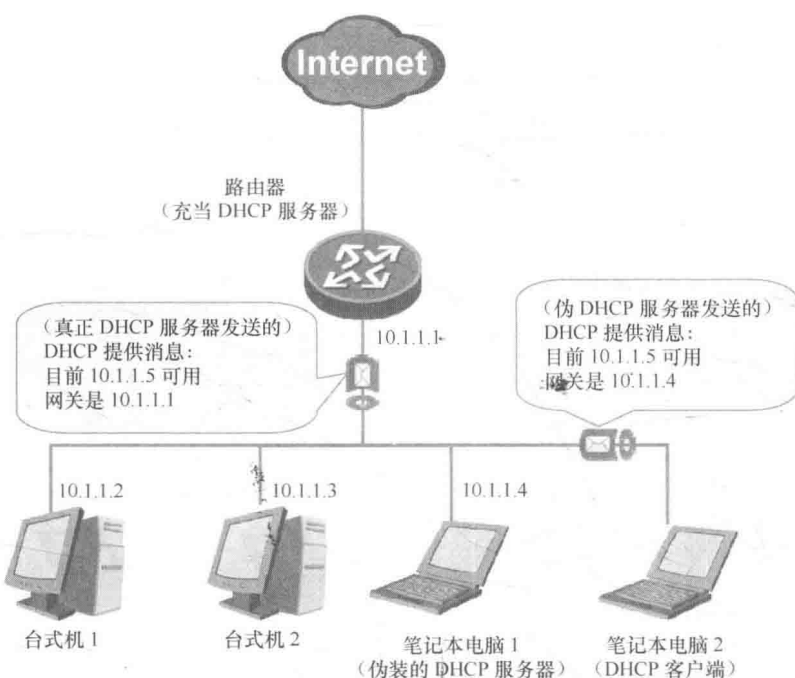 Internet
路由器
（充当 DHCP 服务器）
（真正 DHCP 服务器发送的）
DHCP 提供消息：
目前 10.1.1.5 可用
网关是 10.1.1.1
10.1.1.1
（伪 DHCP 服务器发送的）
DHCP 提供消息：
目前 10.1.1.5 可用
网关是 10.1.1.4
10.1.1.2
10.1.1.3
10.1.1.4
台式机 1
台式机 2
笔记本电脑 1
（伪装的 DHCP 服务器）
笔记本电脑 2
（DHCP 客户端）